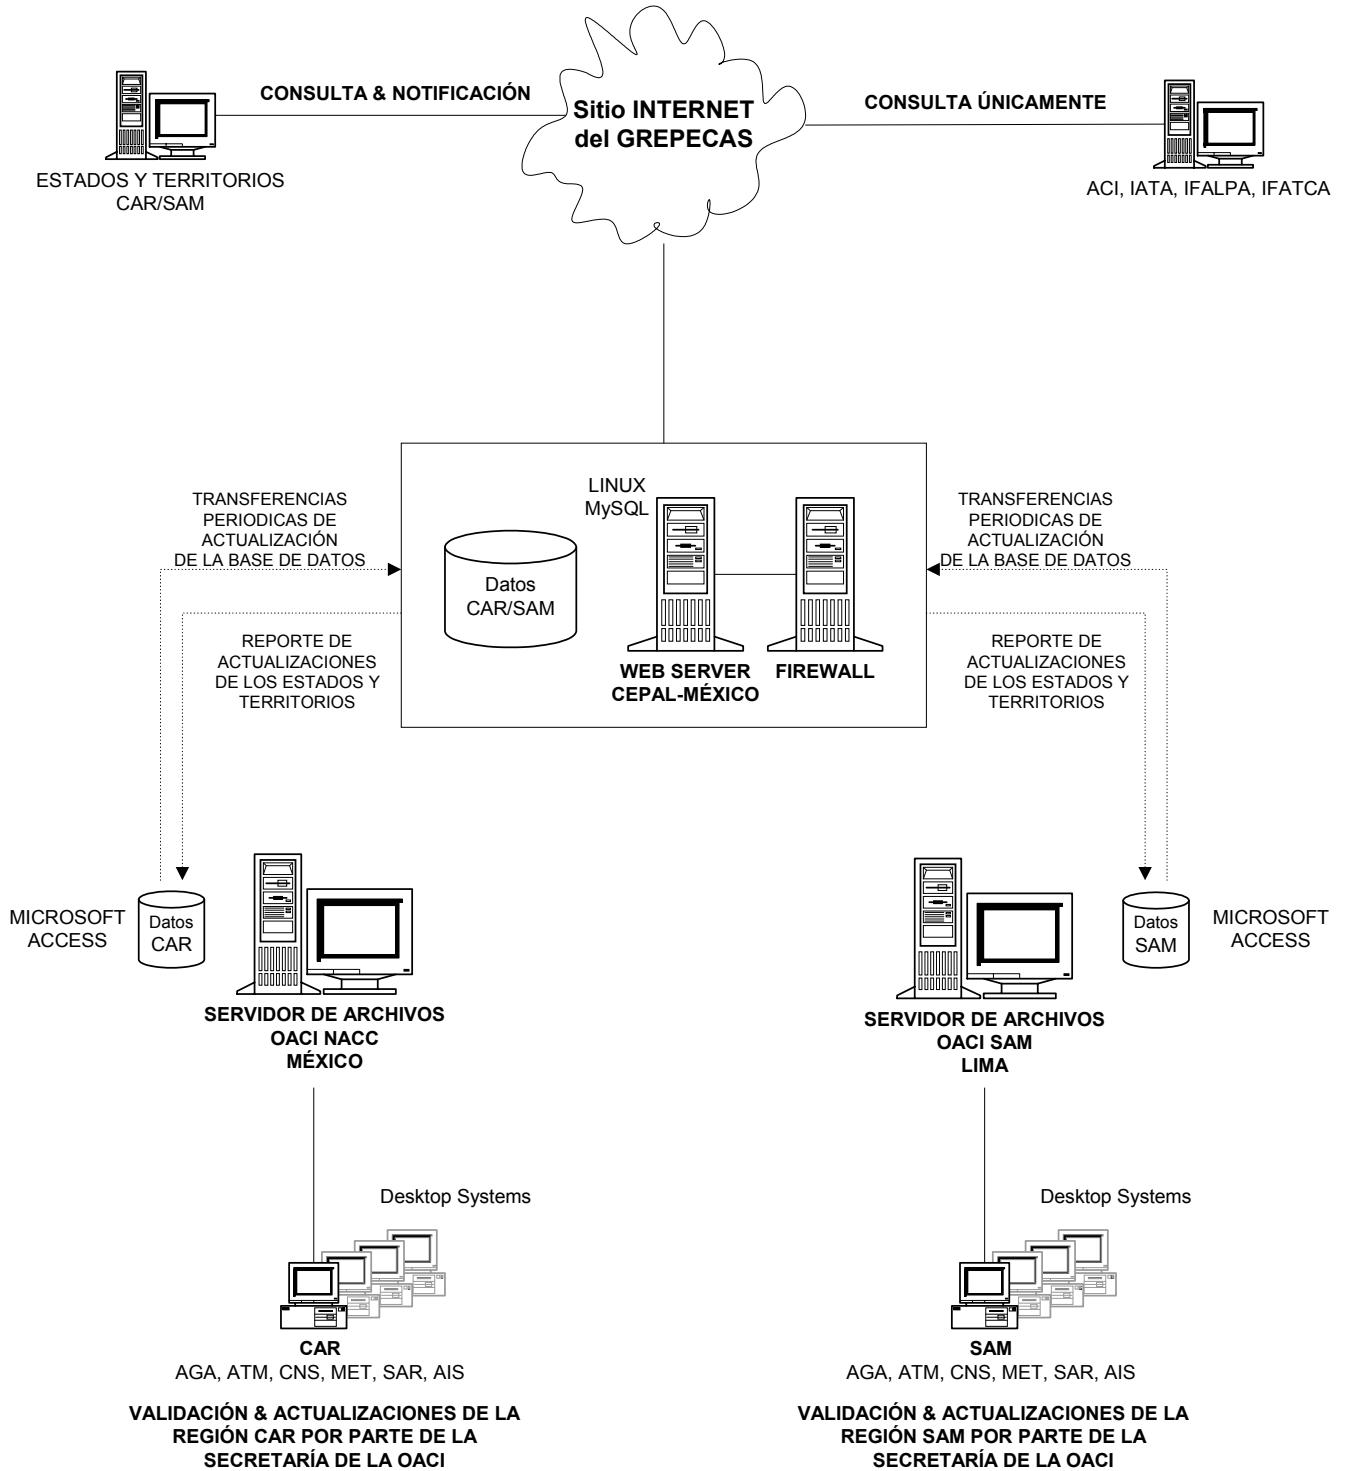 CONSULTA & NOTIFICACIÓN
Sitio INTERNET
del GREPECAS
CONSULTA ÚNICAMENTE
ESTADOS Y TERRITORIOS
CAR/SAM
ACI, IATA, IFALPA, IFATCA
TRANSFERENCIAS
PERIODICAS DE
ACTUALIZACIÓN
DE LA BASE DE DATOS
REPORTE DE
ACTUALIZACIONES
DE LOS ESTADOS Y
TERRITORIOS
LINUX
MySQL
Datos
CAR/SAM
WEB SERVER
CEPAL-MÉXICO
FIREWALL
TRANSFERENCIAS
PERIODICAS DE
ACTUALIZACIÓN
DE LA BASE DE DATOS
REPORTE DE
ACTUALIZACIONES
DE LOS ESTADOS Y
TERRITORIOS
MICROSOFT
ACCESS
Datos
CAR
SERVIDOR DE ARCHIVOS
OACI NACC
MÉXICO
Datos
SAM
MICROSOFT
ACCESS
SERVIDOR DE ARCHIVOS
OACI SAM
LIMA
Desktop Systems
CAR
AGA, ATM, CNS, MET, SAR, AIS
VALIDACIÓN & ACTUALIZACIONES DE LA
REGIÓN CAR POR PARTE DE LA
SECRETARÍA DE LA OACI
Desktop Systems
SAM
AGA, ATM, CNS, MET, SAR, AIS
VALIDACIÓN & ACTUALIZACIONES DE LA
REGIÓN SAM POR PARTE DE LA
SECRETARÍA DE LA OACI